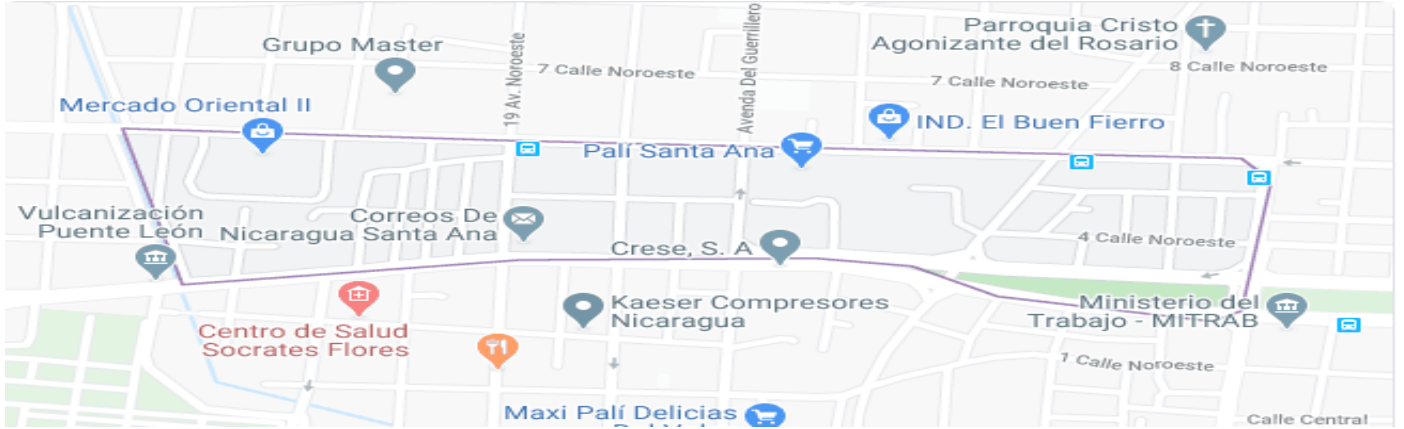 Parroquia Cristo
Agonizante del Rosario
Grupo Master
7 Calle Noroeste
7 Calle Noroeste
8 Calle Noroeste
19 Av. Noroeste
Avenda Del Guerrillero
Mercado Oriental II
IND. El Buen Fierro
Palí Santa Ana
Vulcanización
Puente León
Correos De
Nicaragua Santa Ana
Crese, S. A
4 Calle Noroeste
Kaeser Compresores
Nicaragua
Ministerio del
Trabajo - MITRAB
Centro de Salud
Socrates Flores
1 Calle Noroeste
Maxi Palí Delicias
Calle Central